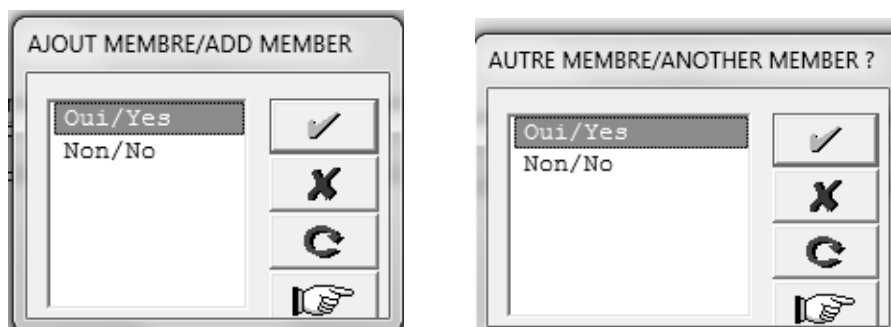 AJOUT MEMBRE/ADD MEMBER
Oui/Yes
Non/No
AUTRE MEMBRE/ANOTHER MEMBER ?
Oui/Yes
Non/No